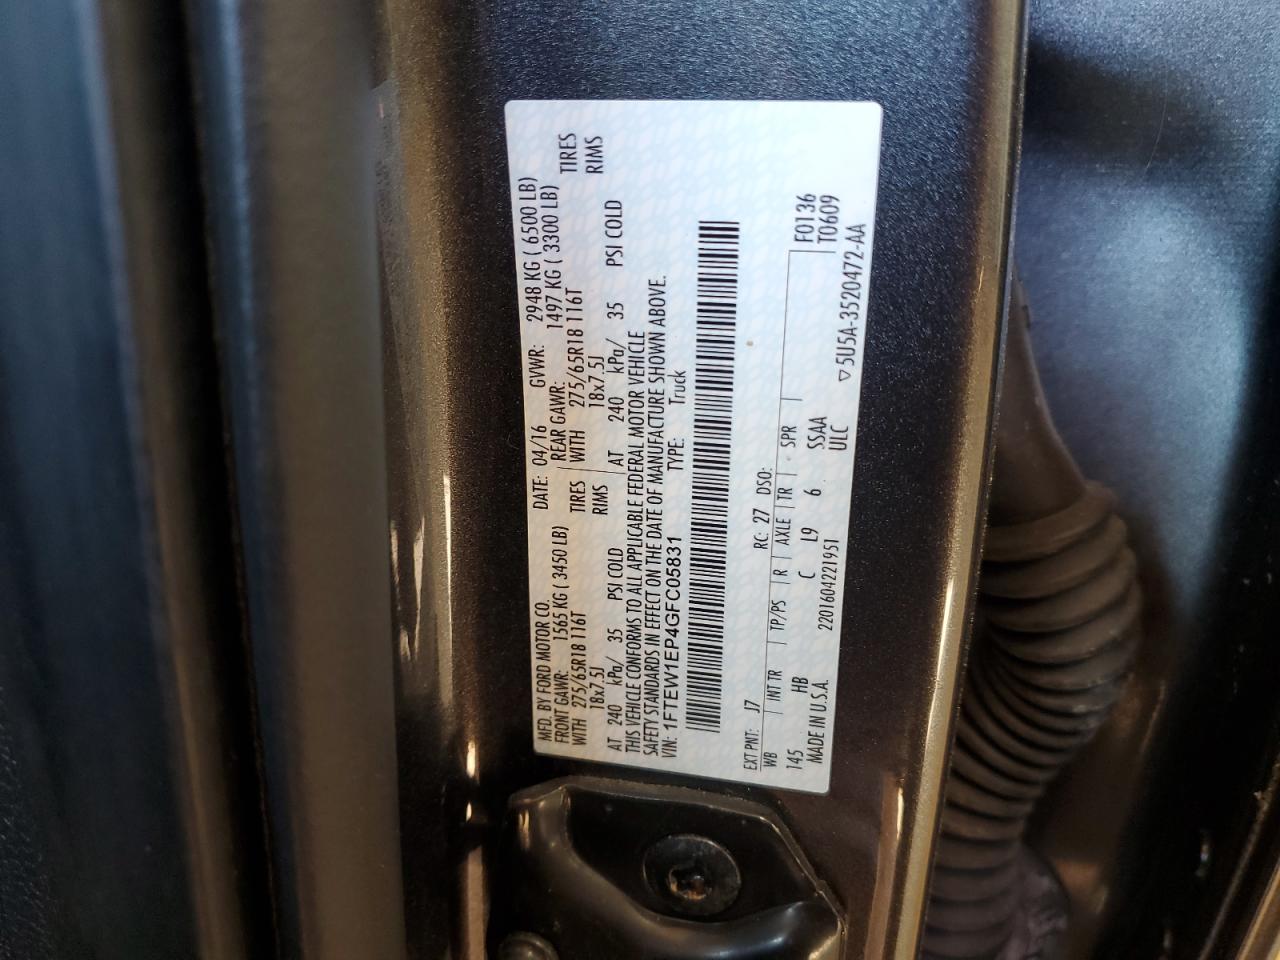 MFD. BY FORD MOTOR CO.
DATE: 04/16 GVWR: 2948 KG ( 6500 LB)
FRONT GAWR: 1565 KG ( 3450 LB) REAR GAWR: 1497 KG ( 3300 LB)
WITH 275/65R18 116T TIRES WITH 275/65R18 116T TIRES
18x7.5J RIMS 18x7.5J RIMS
AT 240 kPa/ 35 PSI COLD AT 240 kPa/ 35 PSI COLD
THIS VEHICLE CONFORMS TO ALL APPLICABLE FEDERAL MOTOR VEHICLE
SAFETY STANDARDS IN EFFECT ON THE DATE OF MANUFACTURE SHOWN ABOVE.
VIN: 1FTEW1EP4GFC05831 TYPE: Truck
EXT PNT: J7 RC: 27 DSO:
WB INT TR TP/PS R AXLE TR SPR F0136
145 HB C L9 6 SSAA T0609
MADE IN U.S.A. 2201604221951 ULC
▽5U5A-3520472-AA